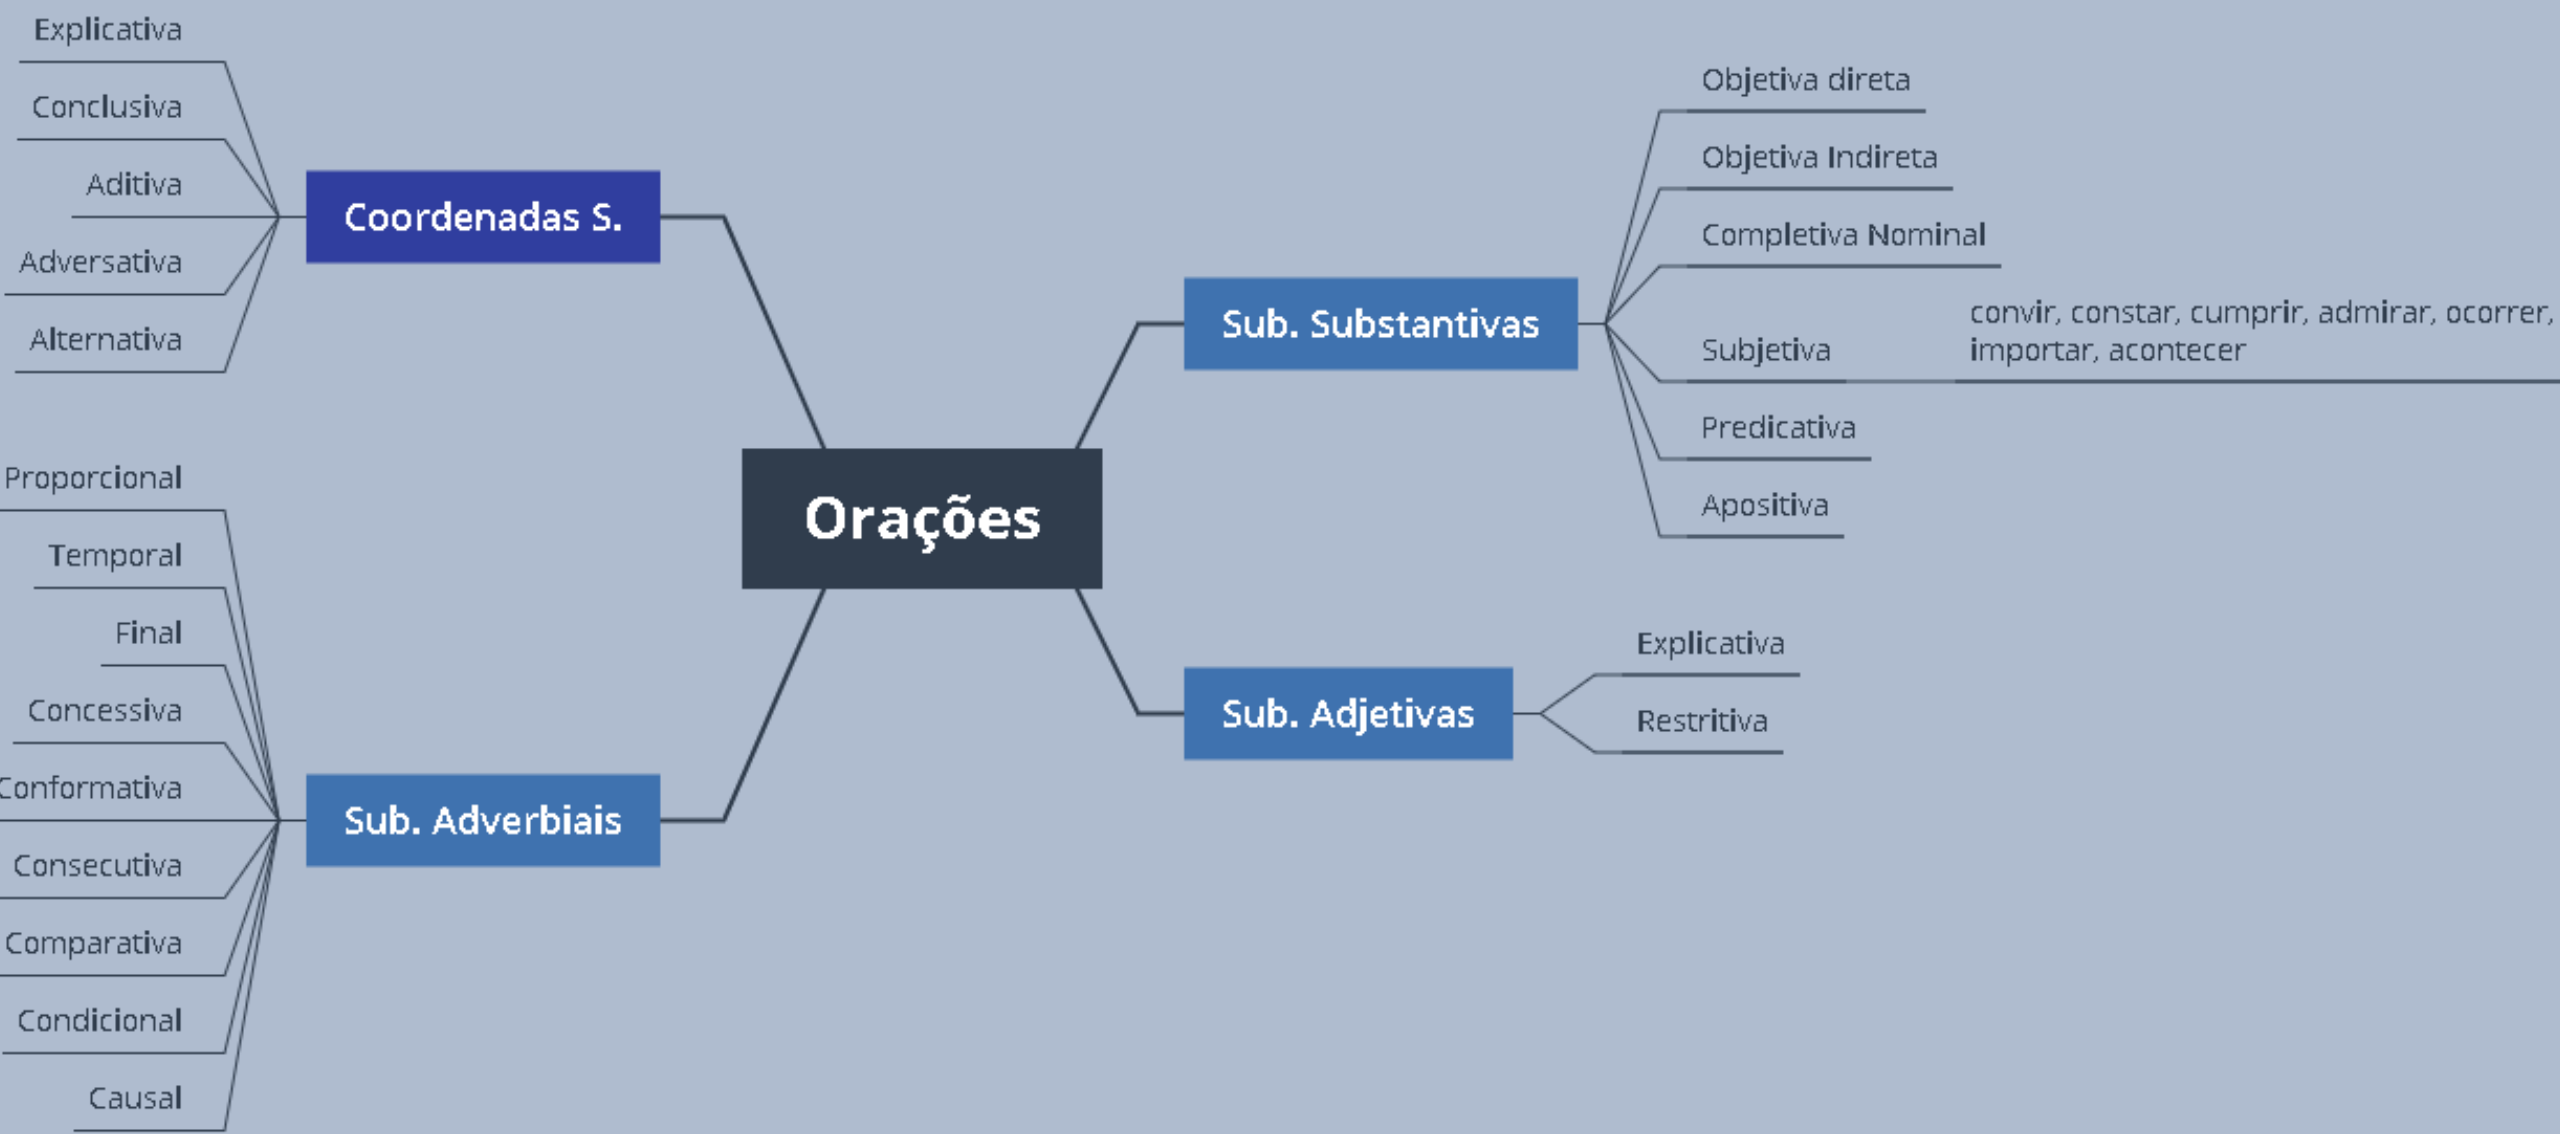 Orações
Coordenadas S.
Explicativa
Conclusiva
Aditiva
Adversativa
Alternativa
Sub. Adverbiais
Proporcional
Temporal
Final
Concessiva
Conformativa
Consecutiva
Comparativa
Condicional
Causal
Sub. Substantivas
Objetiva direta
Objetiva Indireta
Completiva Nominal
Subjetiva
convir, constar, cumprir, admirar, ocorrer,
importar, acontecer
Predicativa
Apositiva
Sub. Adjetivas
Explicativa
Restritiva